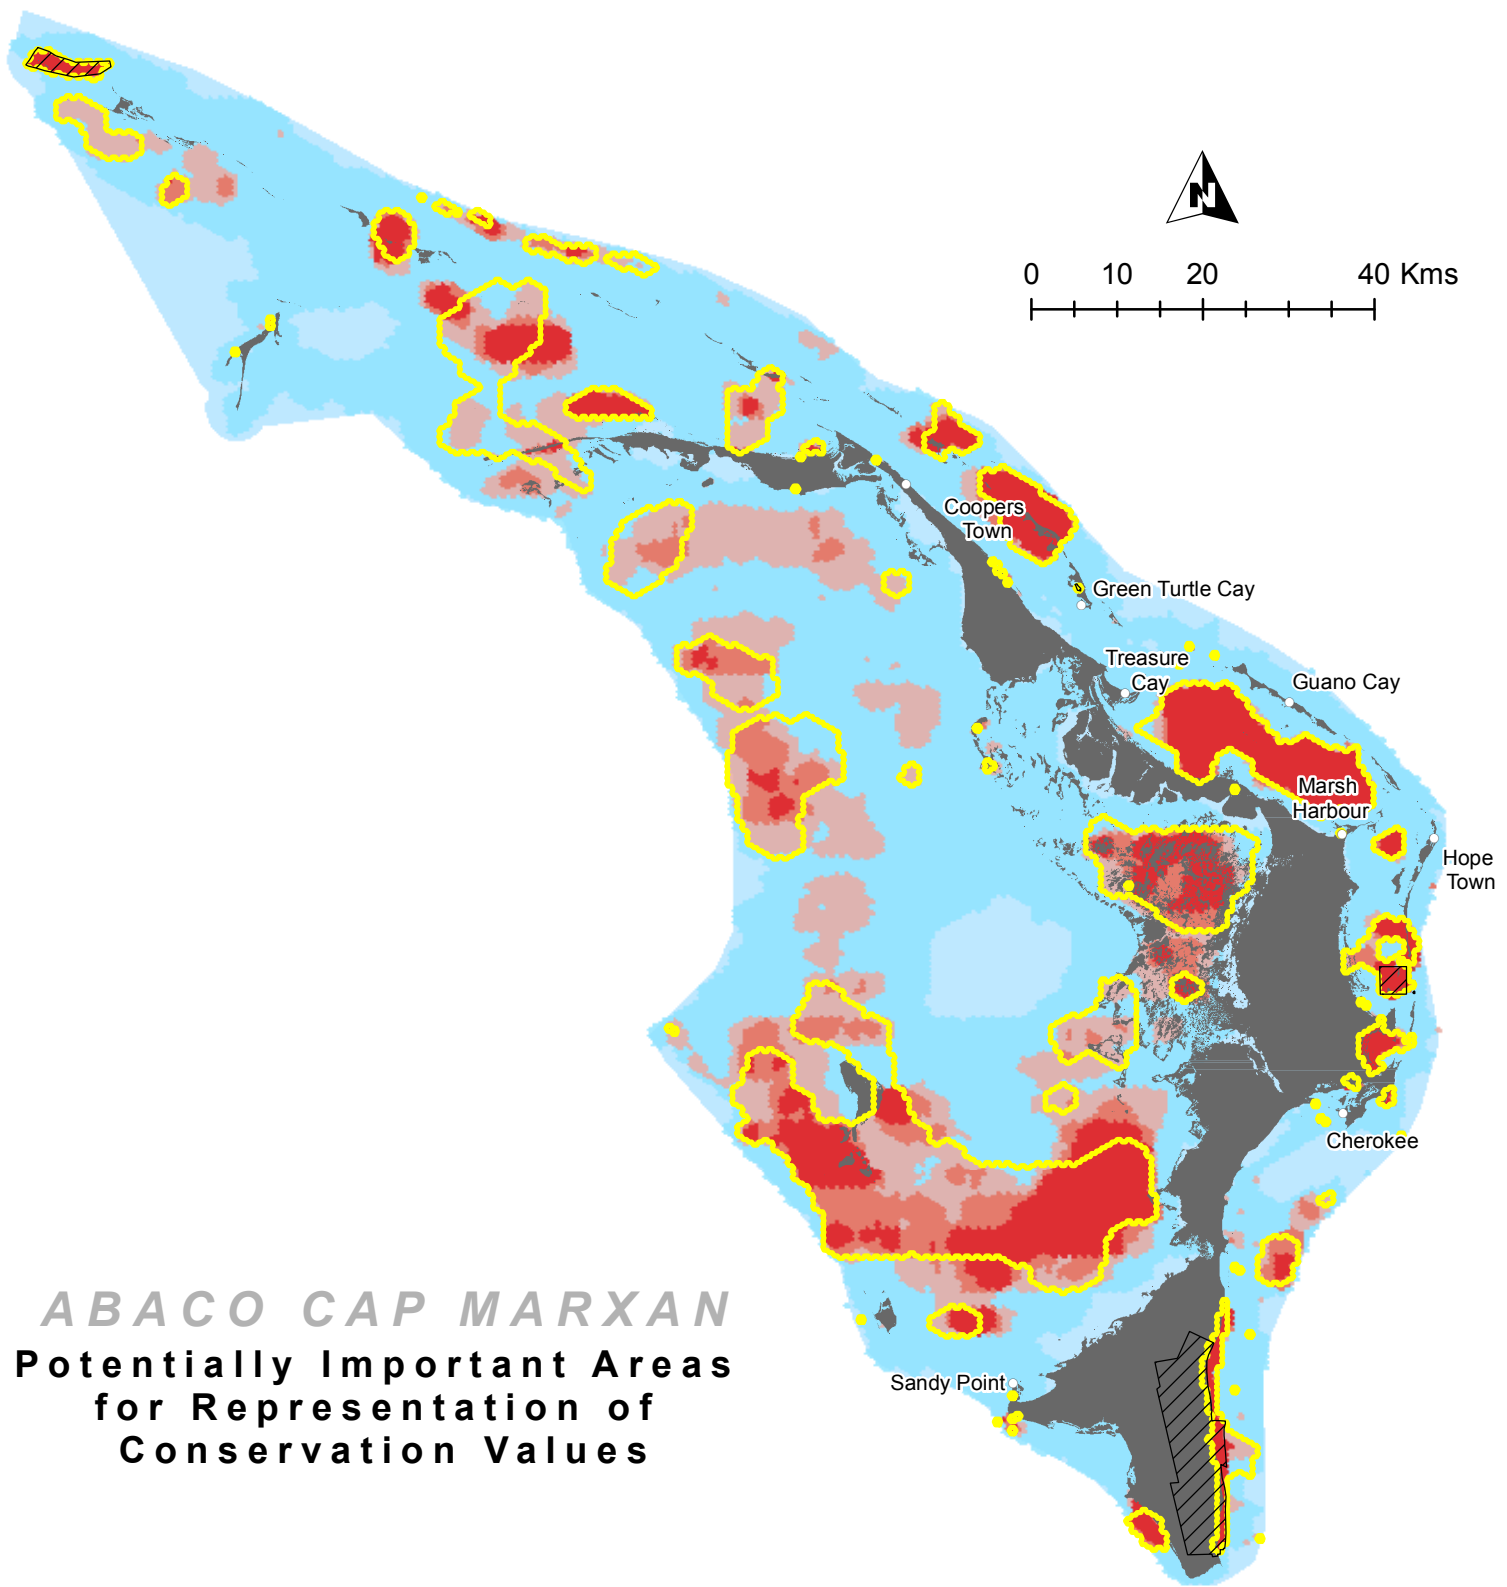 N
0 10 20 40 Kms
Coopers
Town
Green Turtle Cay
Treasure
Cay
Guano Cay
Marsh
Harbour
Hope
Town
Cherokee
Sandy Point
ABACO CAP MARXAN
Potentially Important Areas
for Representation of
Conservation Values